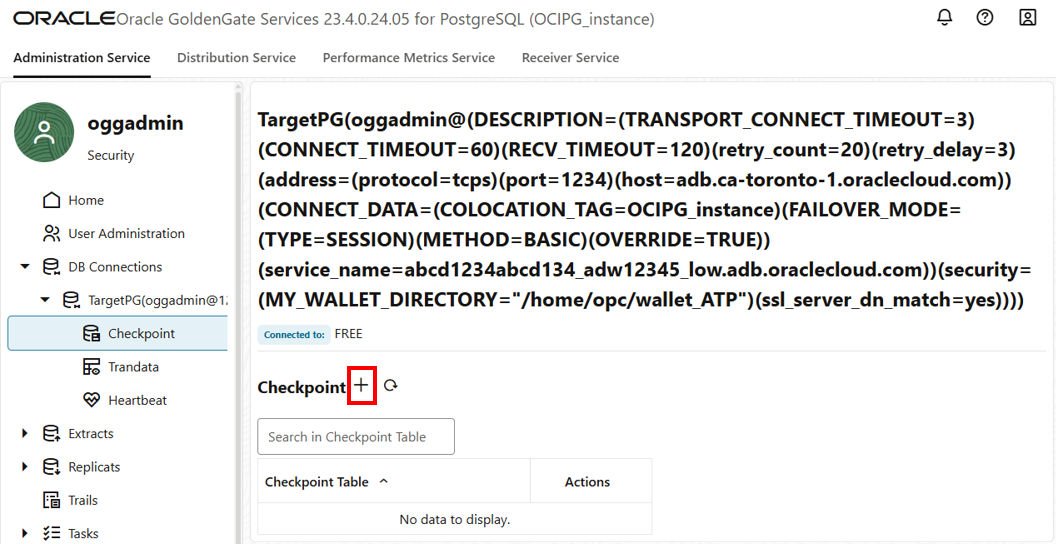 ORACLE Oracle GoldenGate Services 23.4.0.24.05 for PostgreSQL (OCIPG_instance)
Administration Service Distribution Service Performance Metrics Service Receiver Service
oggadmin
Security
Home
User Administration
DB Connections
TargetPG(oggadmin@12
Checkpoint
Trandata
Heartbeat
Extracts
Replicats
Trails
Tasks
TargetPG(oggadmin@(DESCRIPTION=(TRANSPORT_CONNECT_TIMEOUT=3)
(CONNECT_TIMEOUT=60)(RECV_TIMEOUT=120)(retry_count=20)(retry_delay=3)
(address=(protocol=tcps)(port=1234)(host=adb.ca-toronto-1.oraclecloud.com))
(CONNECT_DATA=(COLOCATION_TAG=OCIPG_instance)(FAILOVER_MODE=
(TYPE=SESSION)(METHOD=BASIC)(OVERRIDE=TRUE))
(service_name=abcd1234abcd134_adw12345_low.adb.oraclecloud.com))(security=
(MY_WALLET_DIRECTORY="/home/opc/wallet_ATP")(ssl_server_dn_match=yes))))
Connected to: FREE
Checkpoint
Search in Checkpoint Table
Checkpoint Table Actions
No data to display.